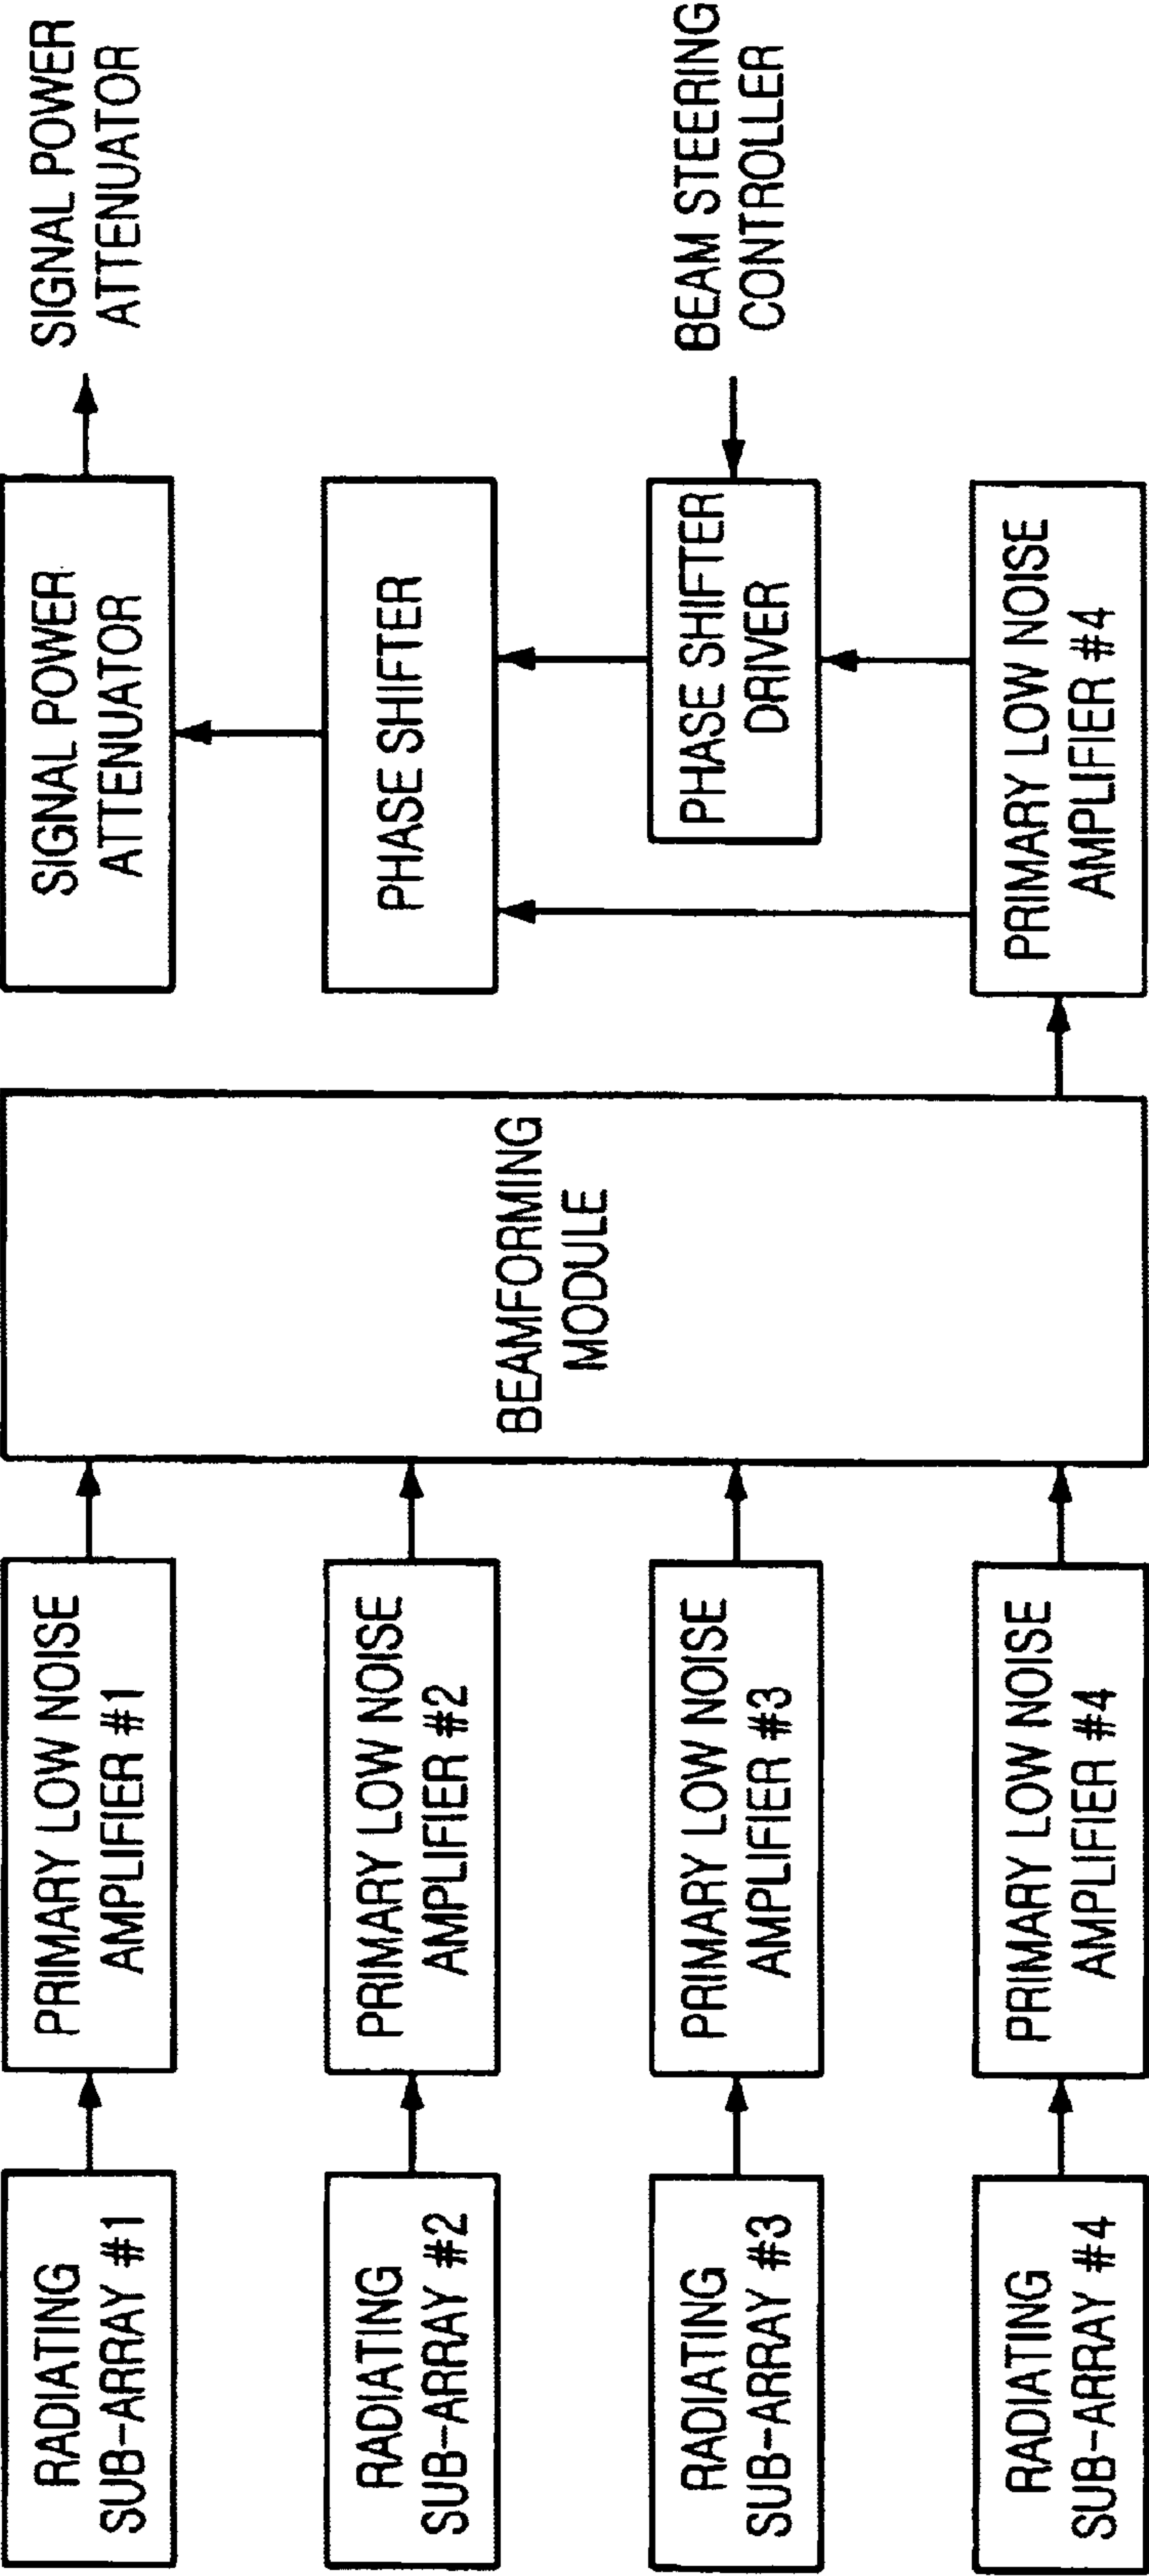 RADIATING
SUB-ARRAY #1
PRIMARY LOW NOISE
AMPLIFIER #1
RADIATING
SUB-ARRAY #2
PRIMARY LOW NOISE
AMPLIFIER #2
RADIATING
SUB-ARRAY #3
PRIMARY LOW NOISE
AMPLIFIER #3
RADIATING
SUB-ARRAY #4
PRIMARY LOW NOISE
AMPLIFIER #4
BEAMFORMING
MODULE
SIGNAL POWER
ATTENUATOR
SIGNAL POWER
ATTENUATOR
PHASE SHIFTER
PHASE SHIFTER
DRIVER
BEAM STEERING
CONTROLLER
PRIMARY LOW NOISE
AMPLIFIER #4